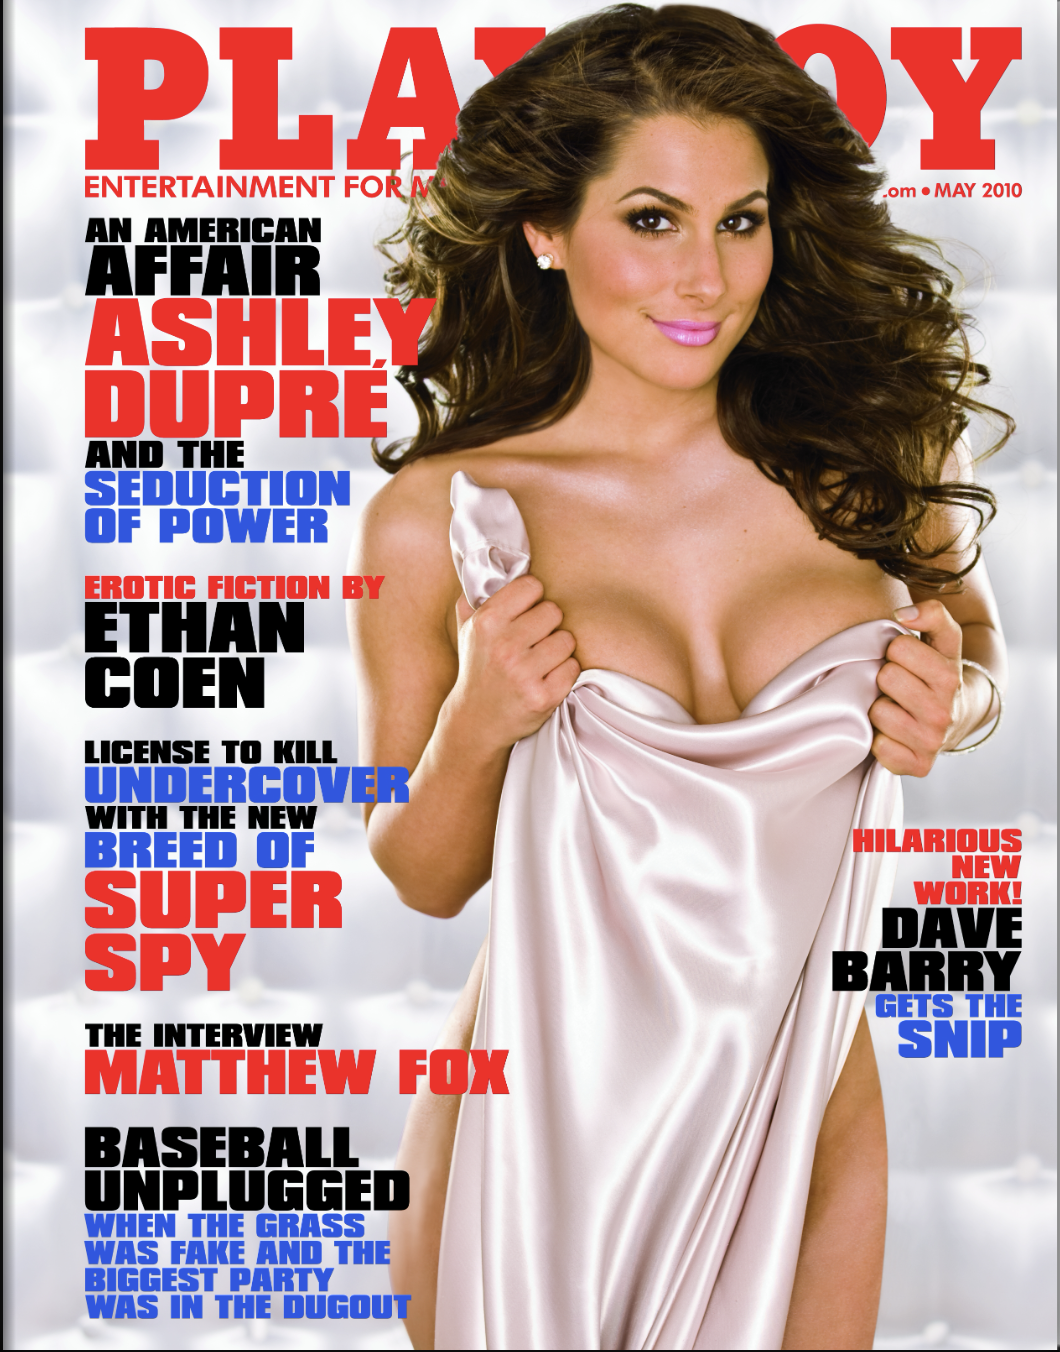 PLAYBOY
ENTERTAINMENT FOR M .om • MAY 2010
AN AMERICAN
AFFAIR
ASHLEY
DUPRÉ
AND THE
SEDUCTION
OF POWER
EROTIC FICTION BY
ETHAN
COEN
LICENSE TO KILL
UNDERCOVER
WITH THE NEW
BREED OF
SUPER
SPY
THE INTERVIEW
MATTHEW FOX
BASEBALL
UNPLUGGED
WHEN THE GRASS
WAS FAKE AND THE
BIGGEST PARTY
WAS IN THE DUGOUT
HILARIOUS
NEW
WORK!
DAVE
BARRY
GETS THE
SNIP